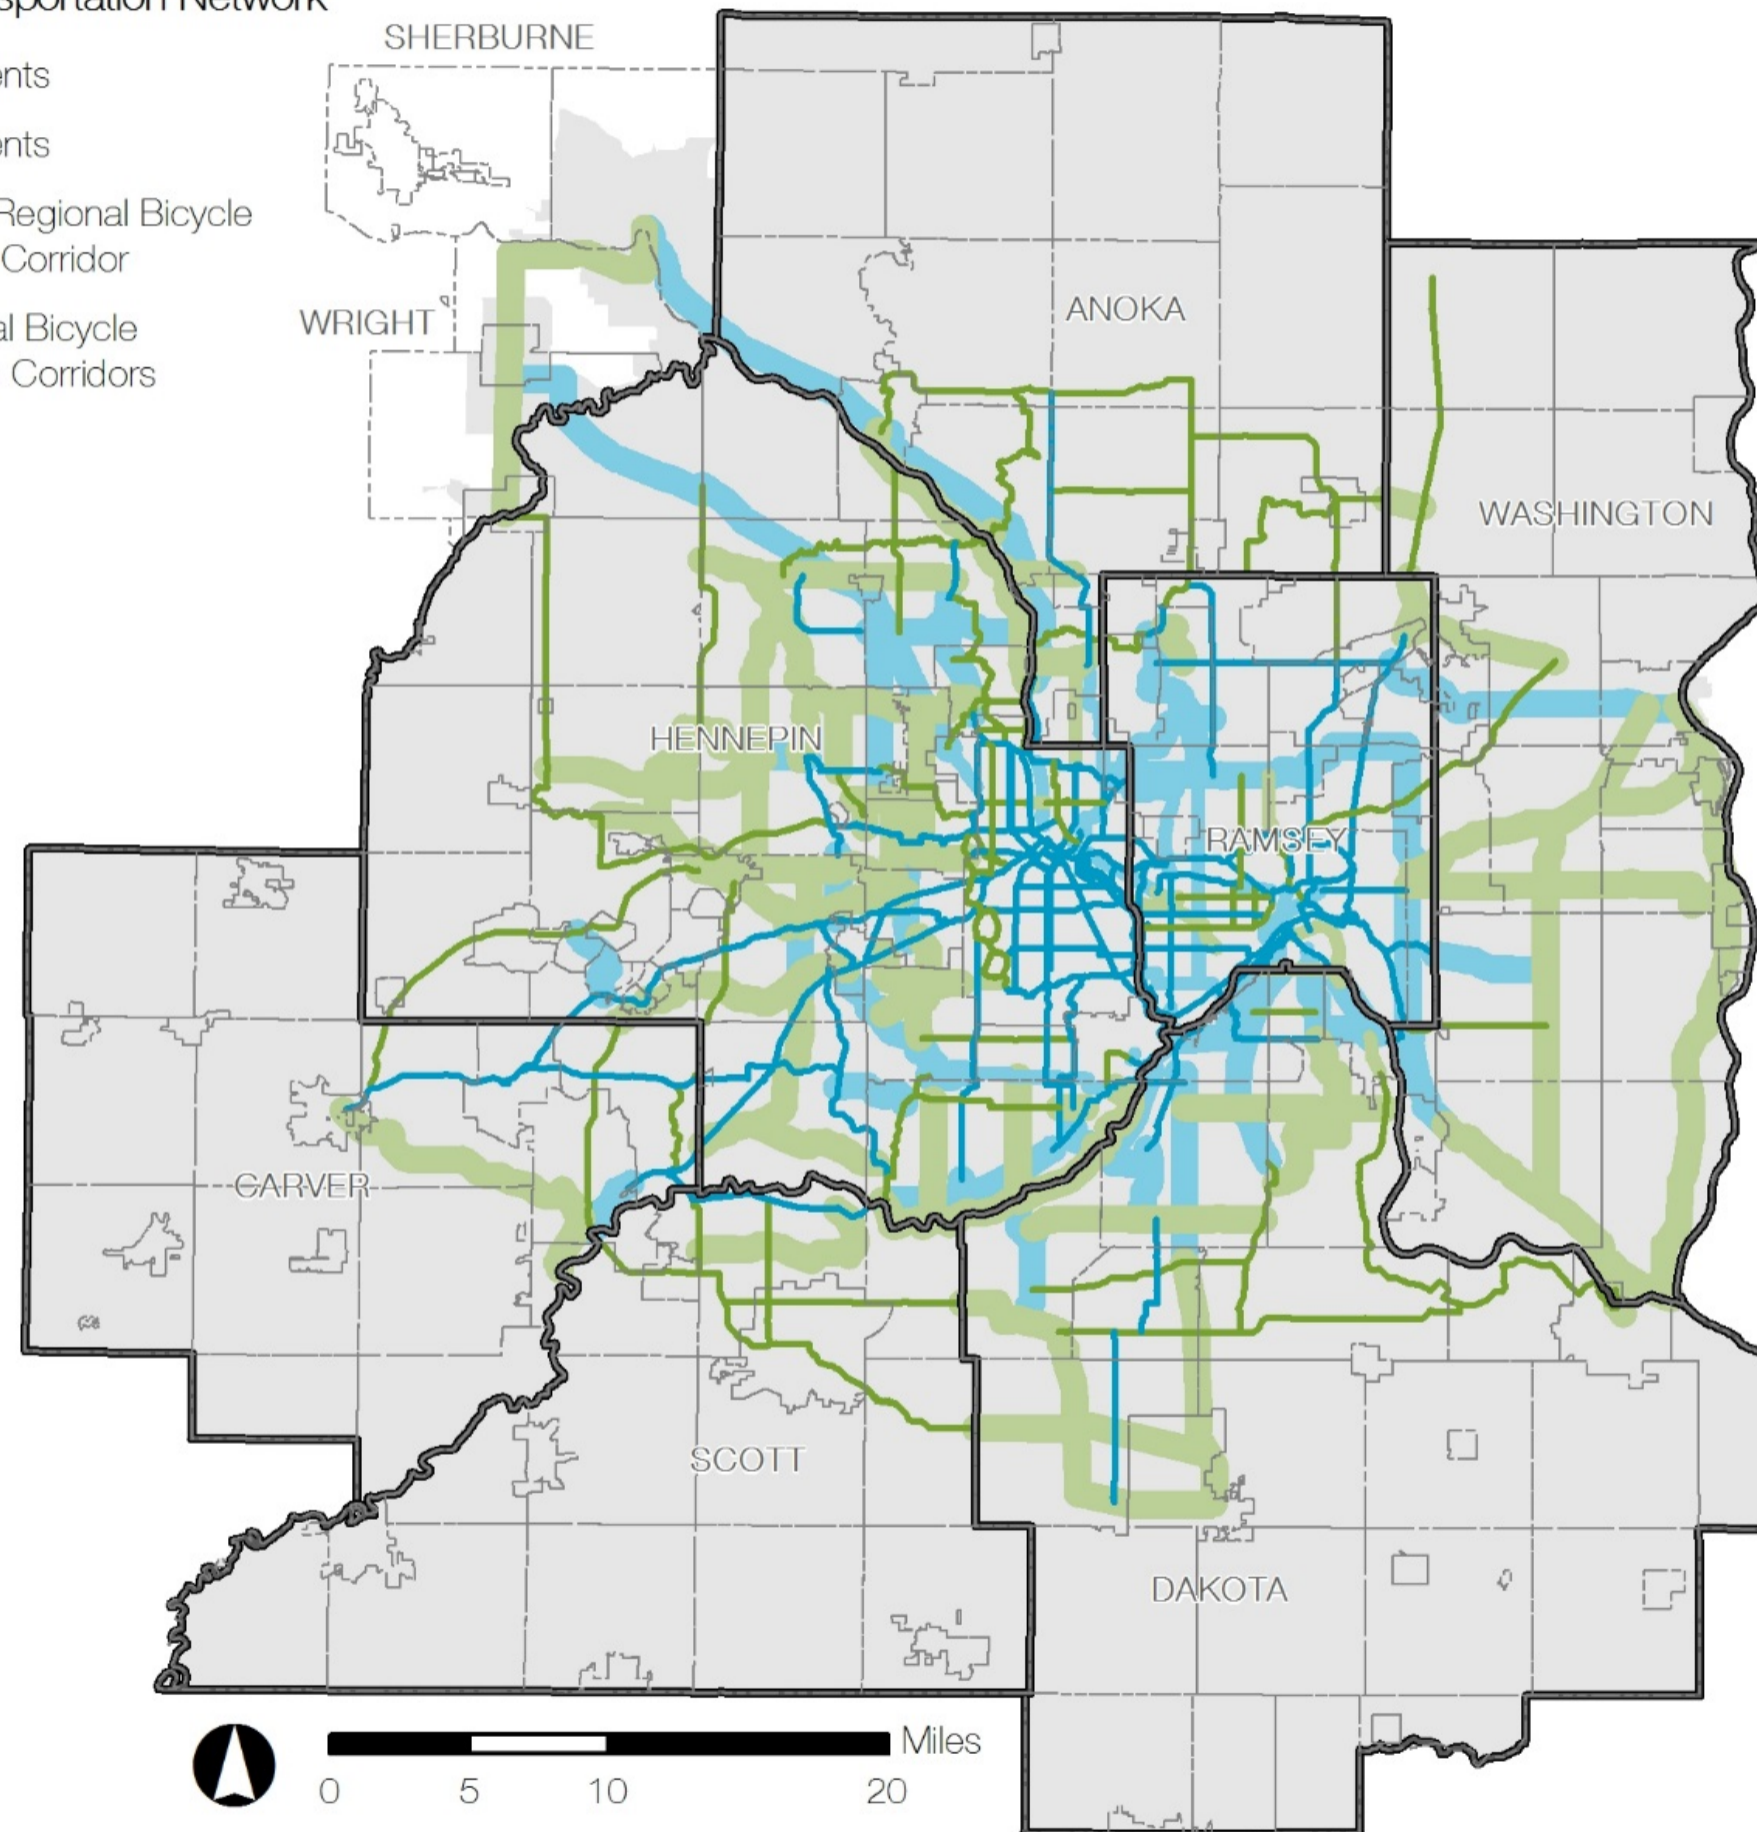 sportation Network
ents
ents
Regional Bicycle
Corridor
al Bicycle
Corridors
SHERBURNE
WRIGHT
ANOKA
WASHINGTON
HENNEPIN
RAMSEY
CARVER
SCOTT
DAKOTA
Miles
0 5 10 20